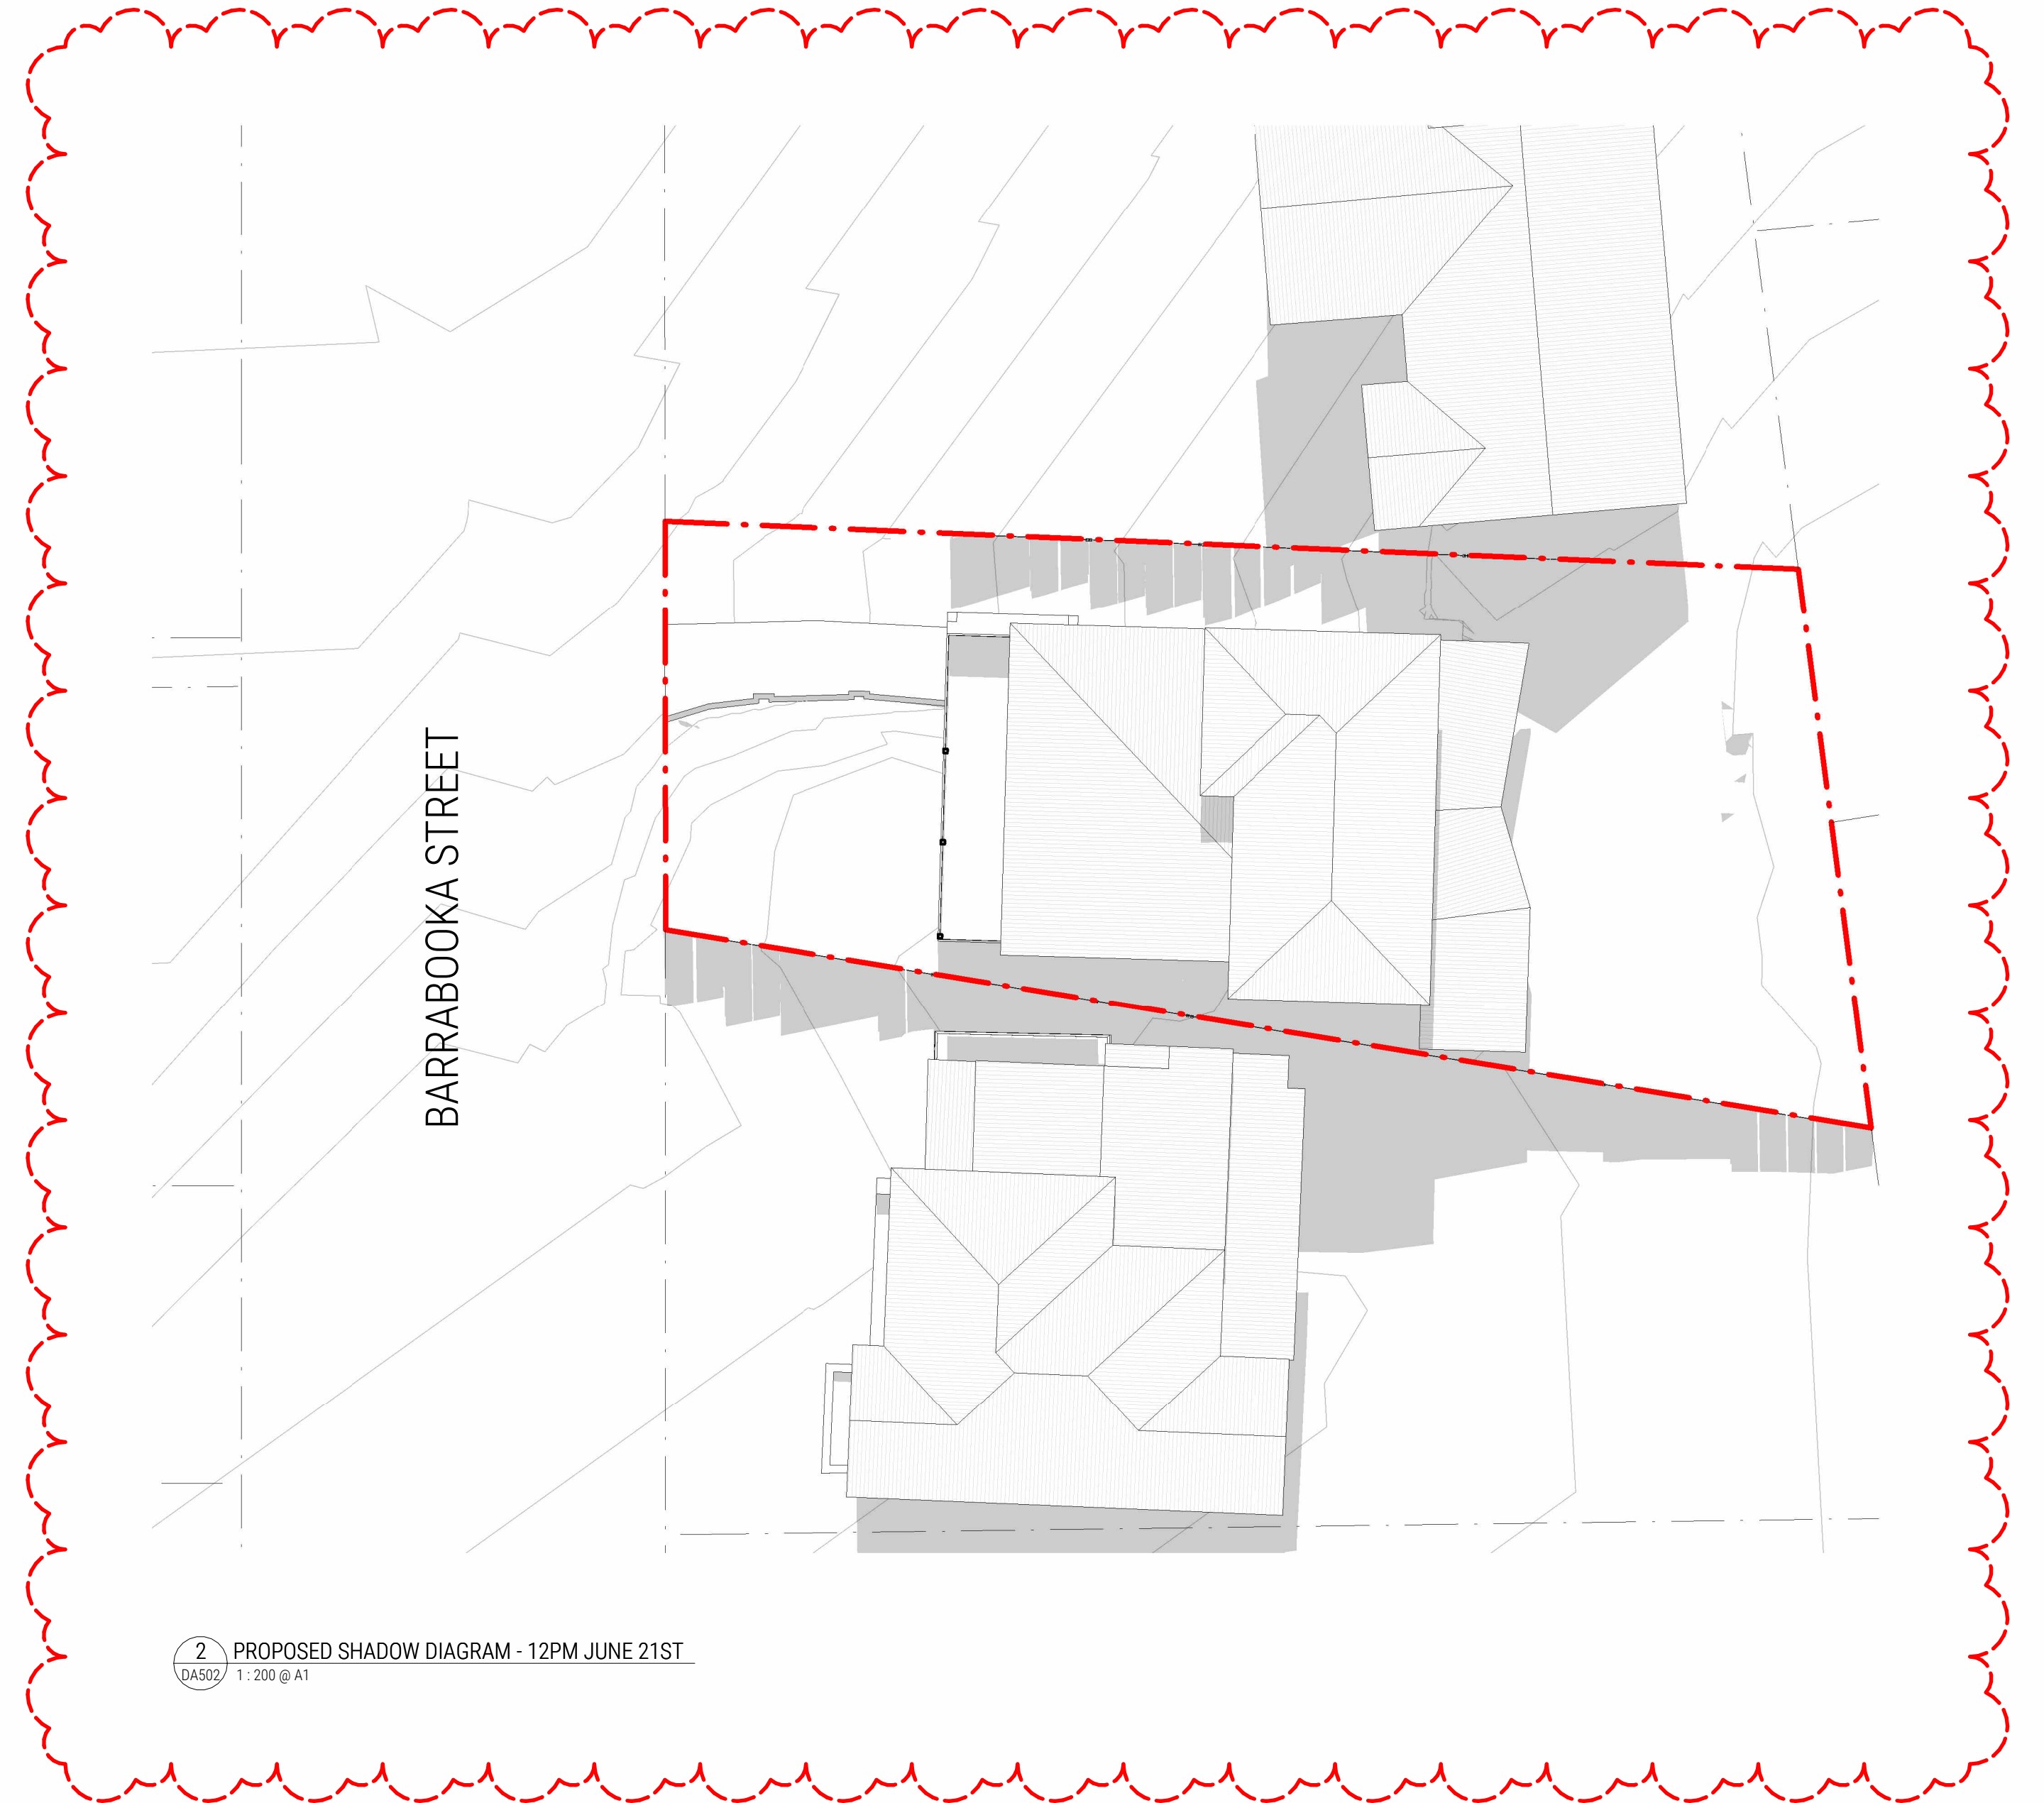 BARRABOOKA STREET
2
PROPOSED SHADOW DIAGRAM - 12PM JUNE 21ST
DA502
1 : 200 @ A1